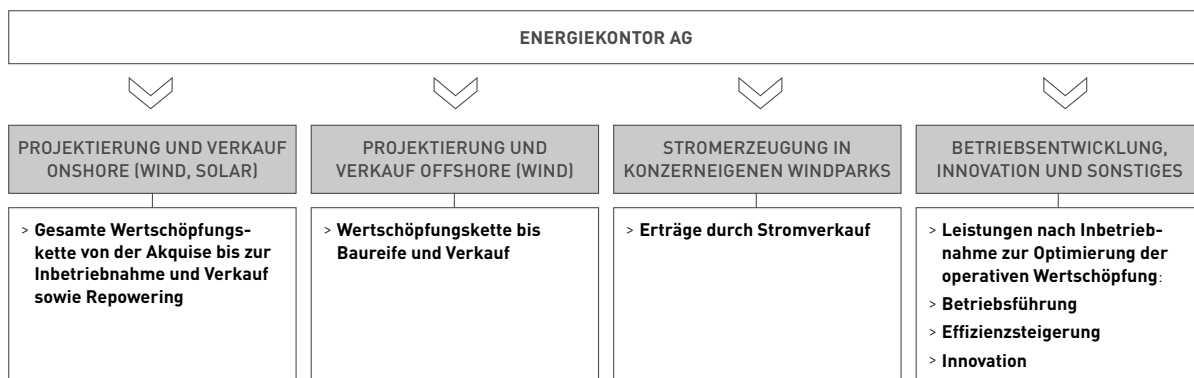 ENERGIEKONTOR AG
PROJEKTIERUNG UND VERKAUF
ONSHORE (WIND, SOLAR)
> Gesamte Wertschöpfungs-
kette von der Akquise bis zur
Inbetriebnahme und Verkauf
sowie Repowering
PROJEKTIERUNG UND
VERKAUF OFFSHORE (WIND)
> Wertschöpfungskette bis
Baureife und Verkauf
STROMERZEUGUNG IN
KONZERNEIGENEN WINDPARKS
> Erträge durch Stromverkauf
BETRIEBSENTWICKLUNG,
INNOVATION UND SONSTIGES
> Leistungen nach Inbetrieb-
nahme zur Optimierung der
operativen Wertschöpfung:
> Betriebsführung
> Effizienzsteigerung
> Innovation